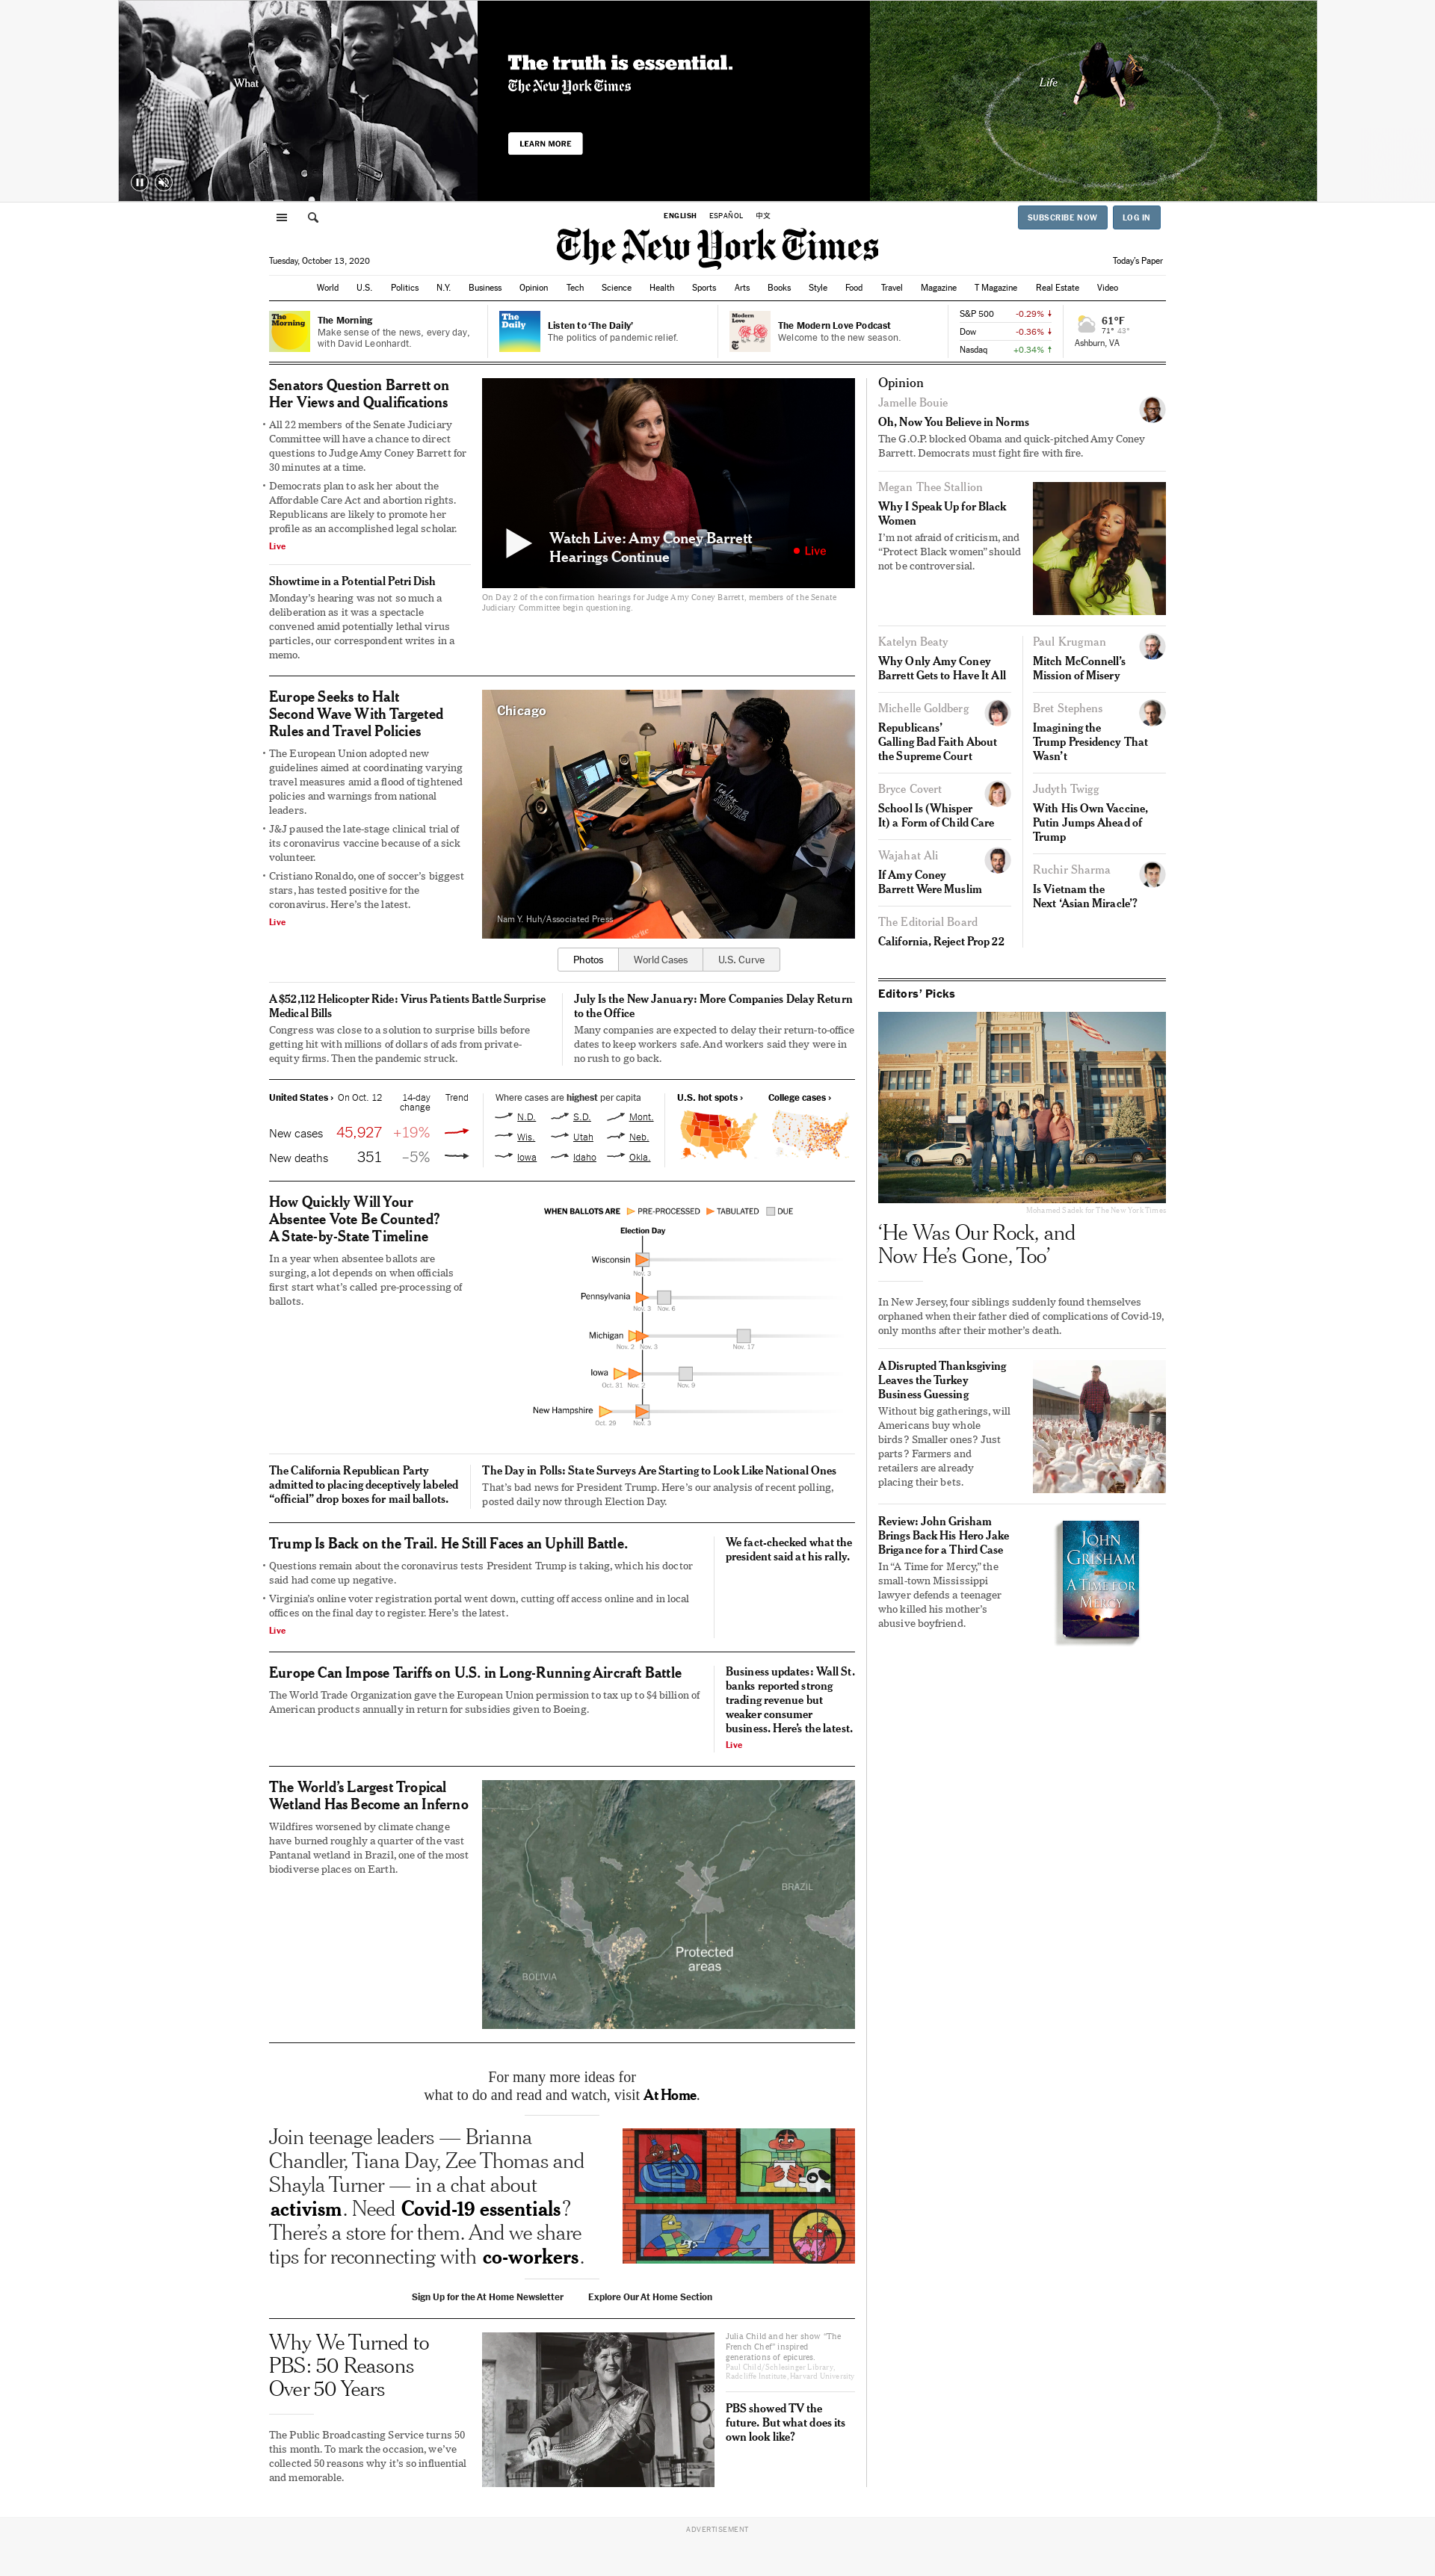 VOTE
What
The truth is essential.
The New York Times
LEARN MORE
Life
ENGLISH ESPAÑOL 中文
SUBSCRIBE NOW LOG IN
The New York Times
Tuesday, October 13, 2020
Today's Paper
World U.S. Politics N.Y. Business Opinion Tech Science Health Sports Arts Books Style Food Travel Magazine T Magazine Real Estate Video
The Morning
The Morning
Make sense of the news, every day,
with David Leonhardt.
The Daily
Listen to ‘The Daily’
The politics of pandemic relief.
Modern Love
The Modern Love Podcast
Welcome to the new season.
S&P 500 -0.29% ↓
Dow -0.36% ↓
Nasdaq +0.34% ↑
61°F
71° 43°
Ashburn, VA
Senators Question Barrett on
Her Views and Qualifications
• All 22 members of the Senate Judiciary
Committee will have a chance to direct
questions to Judge Amy Coney Barrett for
30 minutes at a time.
• Democrats plan to ask her about the
Affordable Care Act and abortion rights.
Republicans are likely to promote her
profile as an accomplished legal scholar.
Live
Showtime in a Potential Petri Dish
Monday’s hearing was not so much a
deliberation as it was a spectacle
convened amid potentially lethal virus
particles, our correspondent writes in a
memo.
Watch Live: Amy Coney Barrett
Hearings Continue
Live
On Day 2 of the confirmation hearings for Judge Amy Coney Barrett, members of the Senate
Judiciary Committee begin questioning.
Europe Seeks to Halt
Second Wave With Targeted
Rules and Travel Policies
• The European Union adopted new
guidelines aimed at coordinating varying
travel measures amid a flood of tightened
policies and warnings from national
leaders.
• J&J paused the late-stage clinical trial of
its coronavirus vaccine because of a sick
volunteer.
• Cristiano Ronaldo, one of soccer’s biggest
stars, has tested positive for the
coronavirus. Here’s the latest.
Live
Chicago
Nam Y. Huh/Associated Press
Photos World Cases U.S. Curve
A $52,112 Helicopter Ride: Virus Patients Battle Surprise
Medical Bills
Congress was close to a solution to surprise bills before
getting hit with millions of dollars of ads from private-
equity firms. Then the pandemic struck.
July Is the New January: More Companies Delay Return
to the Office
Many companies are expected to delay their return-to-office
dates to keep workers safe. And workers said they were in
no rush to go back.
United States › On Oct. 12 14-day
change Trend
New cases 45,927 +19%
New deaths 351 –5%
Where cases are highest per capita
N.D. S.D. Mont.
Wis. Utah Neb.
Iowa Idaho Okla.
U.S. hot spots › College cases ›
How Quickly Will Your
Absentee Vote Be Counted?
A State-by-State Timeline
In a year when absentee ballots are
surging, a lot depends on when officials
first start what’s called pre-processing of
ballots.
WHEN BALLOTS ARE PRE-PROCESSED TABULATED DUE
Election Day
Wisconsin
Nov. 3
Pennsylvania
Nov. 3 Nov. 6
Michigan
Nov. 2 Nov. 3 Nov. 17
Iowa
Oct. 31 Nov. 2 Nov. 9
New Hampshire
Oct. 29 Nov. 3
The California Republican Party
admitted to placing deceptively labeled
“official” drop boxes for mail ballots.
The Day in Polls: State Surveys Are Starting to Look Like National Ones
That’s bad news for President Trump. Here’s our analysis of recent polling,
posted daily now through Election Day.
Trump Is Back on the Trail. He Still Faces an Uphill Battle.
• Questions remain about the coronavirus tests President Trump is taking, which his doctor
said had come up negative.
• Virginia’s online voter registration portal went down, cutting off access online and in local
offices on the final day to register. Here’s the latest.
Live
We fact-checked what the
president said at his rally.
Europe Can Impose Tariffs on U.S. in Long-Running Aircraft Battle
The World Trade Organization gave the European Union permission to tax up to $4 billion of
American products annually in return for subsidies given to Boeing.
Business updates: Wall St.
banks reported strong
trading revenue but
weaker consumer
business. Here’s the latest.
Live
The World’s Largest Tropical
Wetland Has Become an Inferno
Wildfires worsened by climate change
have burned roughly a quarter of the vast
Pantanal wetland in Brazil, one of the most
biodiverse places on Earth.
BRAZIL
Protected
areas
BOLIVIA
For many more ideas for
what to do and read and watch, visit At Home.
Join teenage leaders — Brianna
Chandler, Tiana Day, Zee Thomas and
Shayla Turner — in a chat about
activism. Need Covid-19 essentials?
There’s a store for them. And we share
tips for reconnecting with co-workers.
Sign Up for the At Home Newsletter Explore Our At Home Section
Why We Turned to
PBS: 50 Reasons
Over 50 Years
The Public Broadcasting Service turns 50
this month. To mark the occasion, we’ve
collected 50 reasons why it’s so influential
and memorable.
Julia Child and her show “The
French Chef” inspired
generations of epicures.
Paul Child/Schlesinger Library,
Radcliffe Institute, Harvard University
PBS showed TV the
future. But what does its
own look like?
Opinion
Jamelle Bouie
Oh, Now You Believe in Norms
The G.O.P. blocked Obama and quick-pitched Amy Coney
Barrett. Democrats must fight fire with fire.
Megan Thee Stallion
Why I Speak Up for Black
Women
I’m not afraid of criticism, and
“Protect Black women” should
not be controversial.
Katelyn Beaty
Why Only Amy Coney
Barrett Gets to Have It All
Michelle Goldberg
Republicans’
Galling Bad Faith About
the Supreme Court
Bryce Covert
School Is (Whisper
It) a Form of Child Care
Wajahat Ali
If Amy Coney
Barrett Were Muslim
The Editorial Board
California, Reject Prop 22
Paul Krugman
Mitch McConnell’s
Mission of Misery
Bret Stephens
Imagining the
Trump Presidency That
Wasn’t
Judyth Twigg
With His Own Vaccine,
Putin Jumps Ahead of
Trump
Ruchir Sharma
Is Vietnam the
Next ‘Asian Miracle’?
Editors’ Picks
Mohamed Sadek for The New York Times
‘He Was Our Rock, and
Now He’s Gone, Too’
In New Jersey, four siblings suddenly found themselves
orphaned when their father died of complications of Covid-19,
only months after their mother’s death.
A Disrupted Thanksgiving
Leaves the Turkey
Business Guessing
Without big gatherings, will
Americans buy whole
birds? Smaller ones? Just
parts? Farmers and
retailers are already
placing their bets.
Review: John Grisham
Brings Back His Hero Jake
Brigance for a Third Case
In “A Time for Mercy,” the
small-town Mississippi
lawyer defends a teenager
who killed his mother’s
abusive boyfriend.
JOHN
GRISHAM
A TIME FOR
MERCY
ADVERTISEMENT